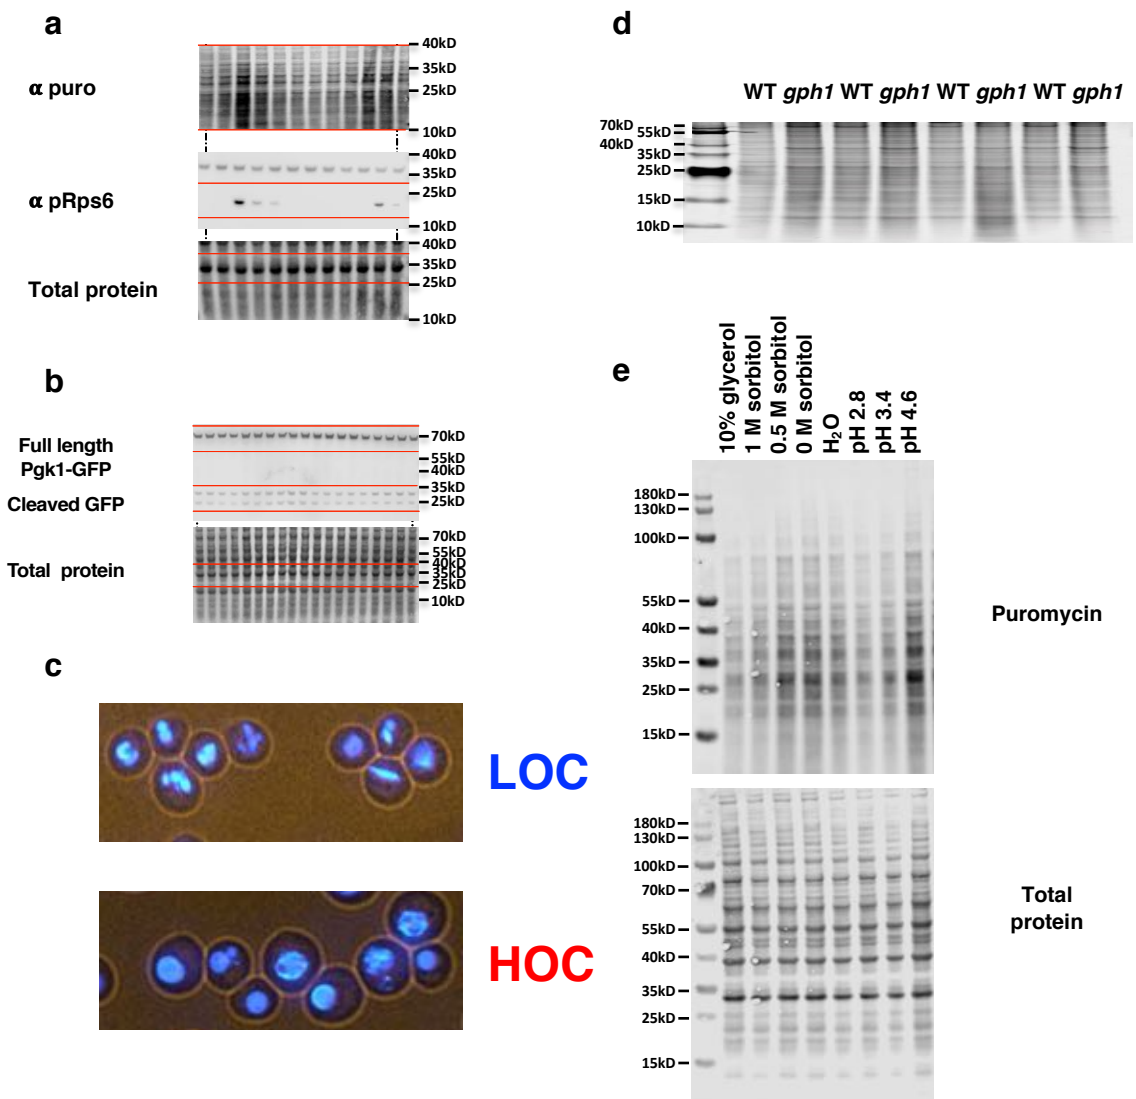 a
α puro
40kD
35kD
25kD
10kD
α pRps6
40kD
35kD
25kD
10kD
Total protein
40kD
35kD
25kD
10kD
b
Full length
Pgk1-GFP
Cleaved GFP
70kD
55kD
40kD
35kD
25kD
Total protein
70kD
55kD
40kD
35kD
25kD
10kD
c
LOC
HOC
d
WT gph1 WT gph1 WT gph1 WT gph1
70kD
55kD
40kD
35kD
25kD
15kD
10kD
e
10% glycerol
1 M sorbitol
0.5 M sorbitol
0 M sorbitol
H₂O
pH 2.8
pH 3.4
pH 4.6
180kD
130kD
100kD
55kD
40kD
35kD
25kD
15kD
Puromycin
180kD
130kD
100kD
70kD
55kD
40kD
35kD
25kD
15kD
Total
protein